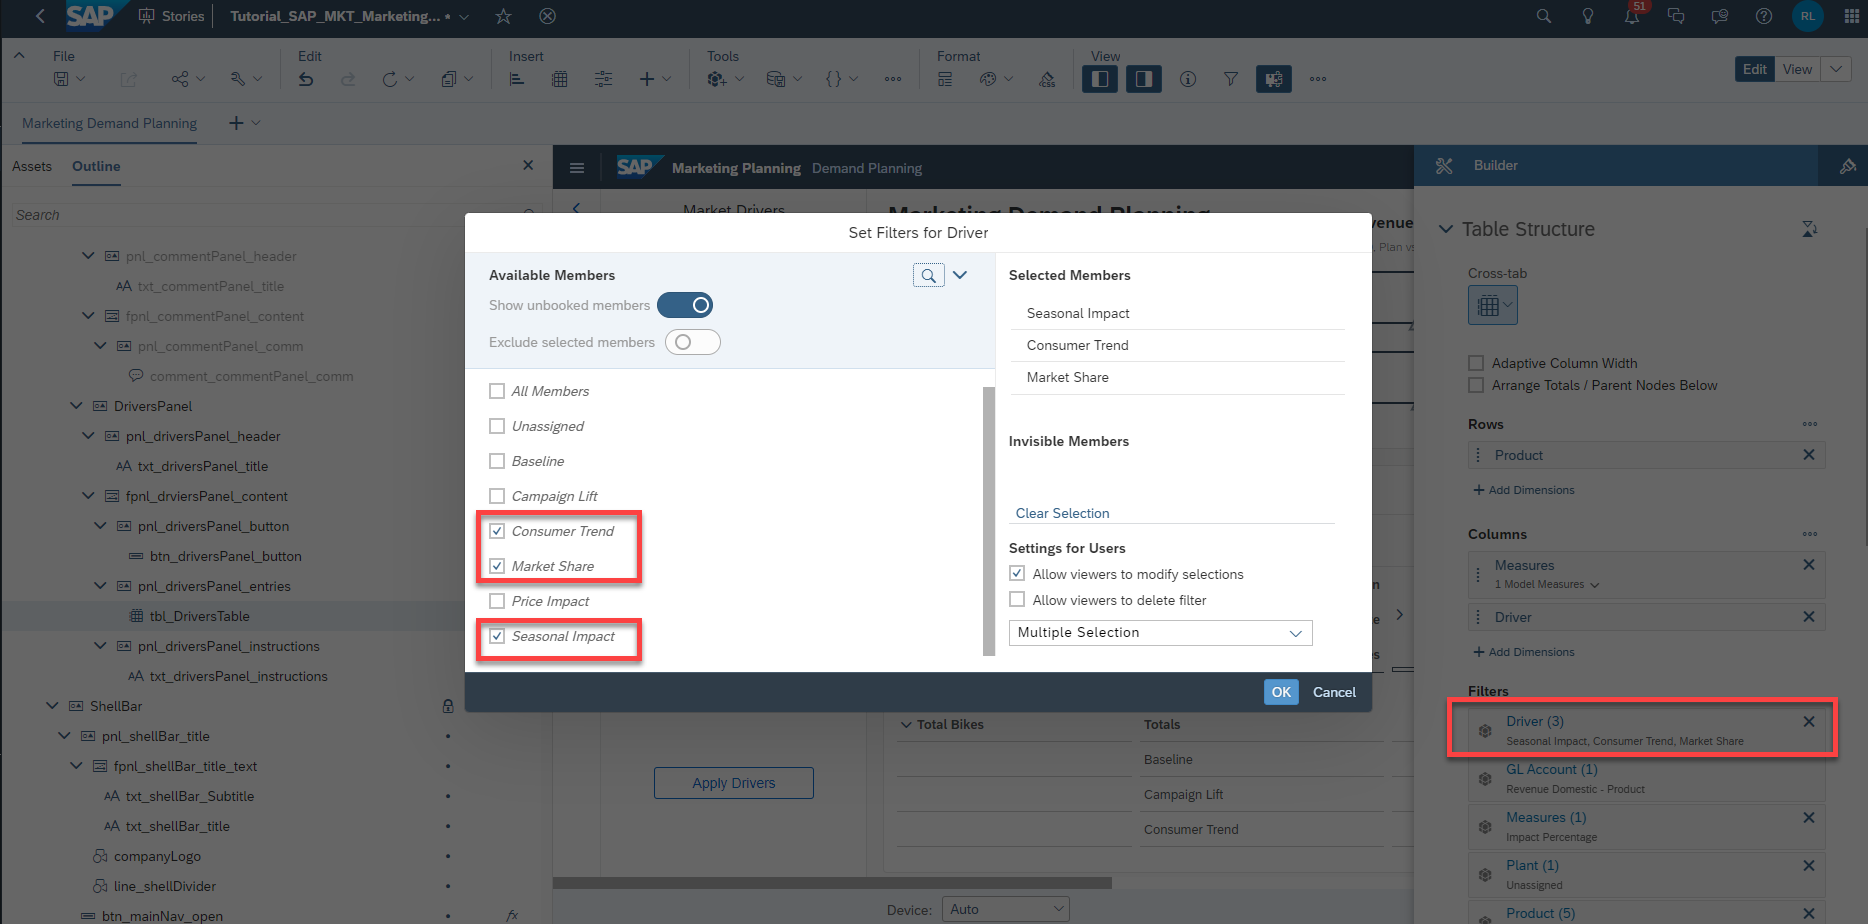 SAP
Stories
Tutorial_SAP_MKT_Marketing... *
51
RL
File
Edit
Insert
Tools
Format
View
CSS
Edit
View
Marketing Demand Planning
Assets
Outline
Search
pnl_commentPanel_header
txt_commentPanel_title
fpnl_commentPanel_content
pnl_commentPanel_comm
comment_commentPanel_comm
DriversPanel
pnl_driversPanel_header
txt_driversPanel_title
fpnl_drviersPanel_content
pnl_driversPanel_button
btn_driversPanel_button
pnl_driversPanel_entries
tbl_DriversTable
pnl_driversPanel_instructions
txt_driversPanel_instructions
ShellBar
pnl_shellBar_title
fpnl_shellBar_title_text
txt_shellBar_Subtitle
txt_shellBar_title
companyLogo
line_shellDivider
btn_mainNav_open
fx
SAP
Marketing Planning
Demand Planning
Market Drivers
Marketing Demand Planning
venue
, Plan vs
Set Filters for Driver
Available Members
Show unbooked members
Exclude selected members
All Members
Unassigned
Baseline
Campaign Lift
Consumer Trend
Market Share
Price Impact
Seasonal Impact
Selected Members
Seasonal Impact
Consumer Trend
Market Share
Invisible Members
Clear Selection
Settings for Users
Allow viewers to modify selections
Allow viewers to delete filter
Multiple Selection
OK
Cancel
Apply Drivers
Total Bikes
Totals
Baseline
Campaign Lift
Consumer Trend
Device:
Auto
Builder
Table Structure
Cross-tab
Adaptive Column Width
Arrange Totals / Parent Nodes Below
Rows
Product
+ Add Dimensions
Columns
Measures
1 Model Measures
Driver
+ Add Dimensions
Filters
Driver (3)
Seasonal Impact, Consumer Trend, Market Share
GL Account (1)
Revenue Domestic - Product
Measures (1)
Impact Percentage
Plant (1)
Unassigned
Product (5)